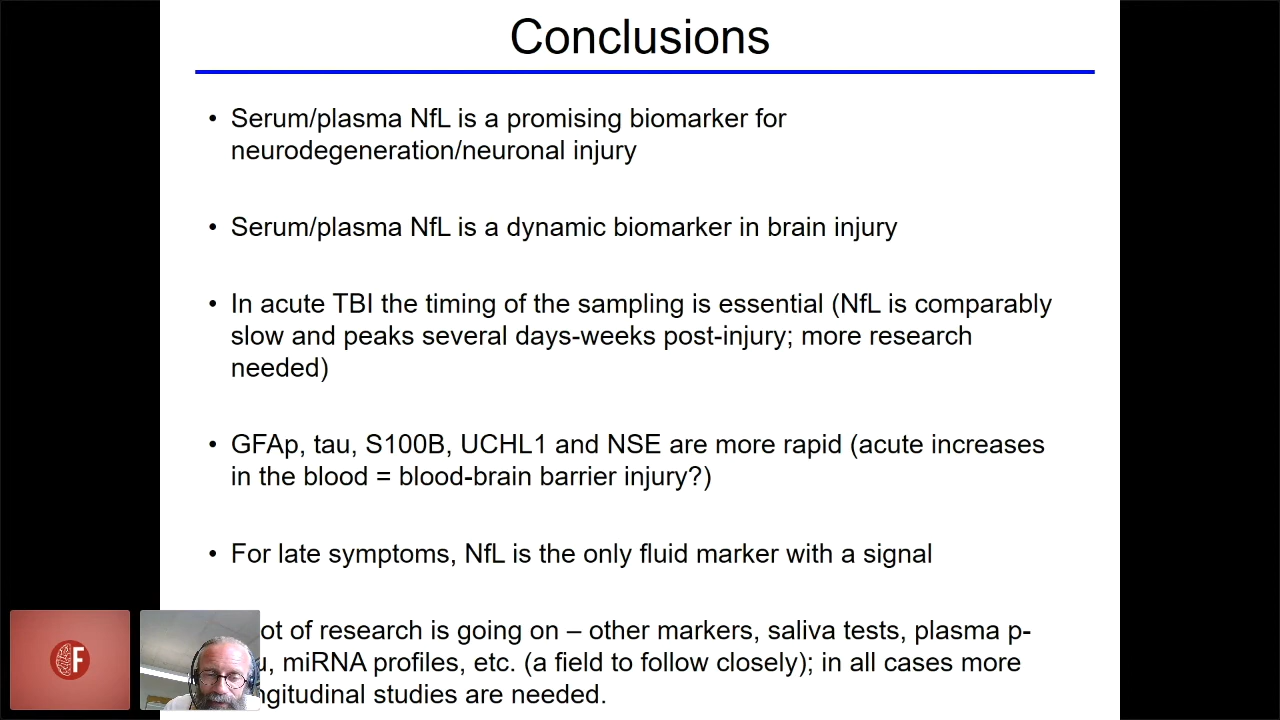 Conclusions
• Serum/plasma NfL is a promising biomarker for
neurodegeneration/neuronal injury
• Serum/plasma NfL is a dynamic biomarker in brain injury
• In acute TBI the timing of the sampling is essential (NfL is comparably
slow and peaks several days-weeks post-injury; more research
needed)
• GFAp, tau, S100B, UCHL1 and NSE are more rapid (acute increases
in the blood = blood-brain barrier injury?)
• For late symptoms, NfL is the only fluid marker with a signal
of research is going on – other markers, saliva tests, plasma p-
miRNA profiles, etc. (a field to follow closely); in all cases more
studies are needed.
F